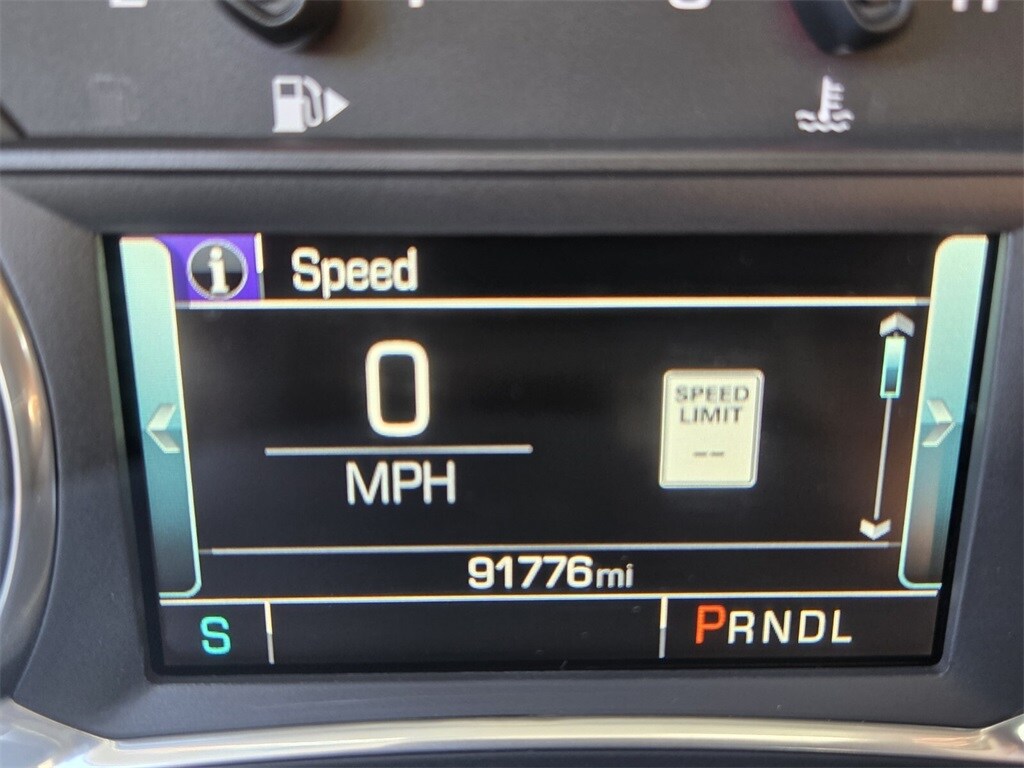 Speed
0
MPH
SPEED
LIMIT
--
91776mi
S
PRNDL